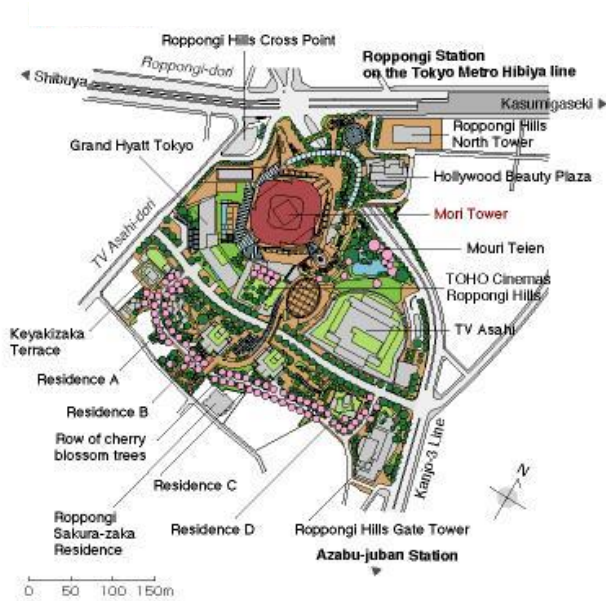 Roppongi Hills Cross Point
Roppongi-dori
Roppongi Station
on the Tokyo Metro Hibiya line
Shibuya
Kasumigaseki
Roppongi Hills
North Tower
Grand Hyatt Tokyo
Hollywood Beauty Plaza
Mori Tower
TV Asahi-dori
Mouri Teien
TOHO Cinemas
Roppongi Hills
TV Asahi
Keyakizaka
Terrace
Residence A
Residence B
Row of cherry
blossom trees
Residence C
Roppongi
Sakura-zaka
Residence
Residence D
Roppongi Hills Gate Tower
Kanjo-3 Line
N
Azabu-juban Station
0 50 100 150m